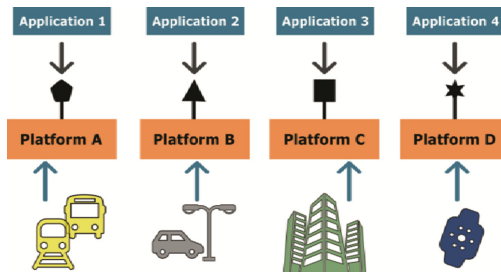 Application 1
Application 2
Application 3
Application 4
Platform A
Platform B
Platform C
Platform D